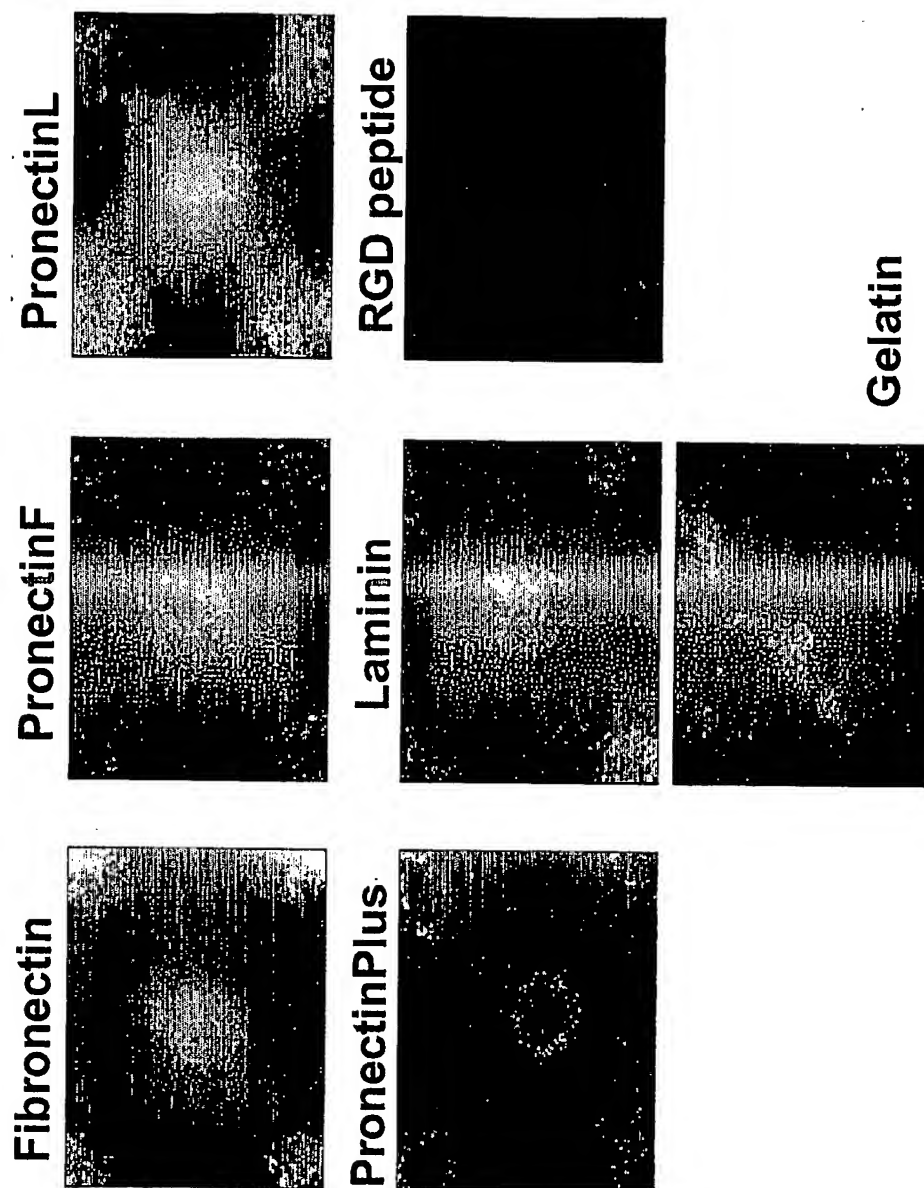 Fibronectin
PronectinF
PronectinL
PronectinPlus
Laminin
RGD peptide
Gelatin